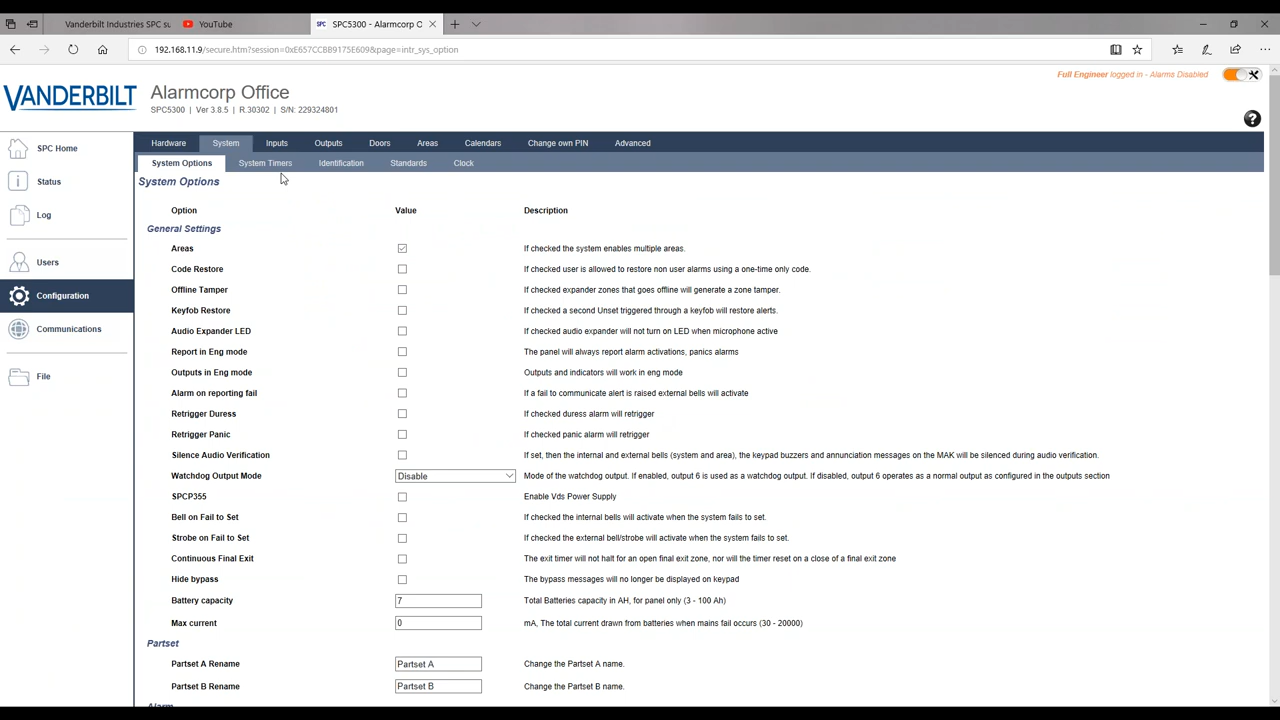 Vanderbilt Industries SPC su
YouTube
SPC SPC5300 - Alarmcorp O
192.168.11.9/secure.htm?session=0xE657CCBB9175E609&page=intr_sys_option
Full Engineer logged in - Alarms Disabled
VANDERBILT
Alarmcorp Office
SPC5300 | Ver 3.8.5 | R.30302 | S/N: 229324801
SPC Home
Status
Log
Users
Configuration
Communications
File
Hardware System Inputs Outputs Doors Areas Calendars Change own PIN Advanced
System Options System Timers Identification Standards Clock
System Options
Option Value Description
General Settings
Areas If checked the system enables multiple areas.
Code Restore If checked user is allowed to restore non user alarms using a one-time only code.
Offline Tamper If checked expander zones that goes offline will generate a zone tamper.
Keyfob Restore If checked a second Unset triggered through a keyfob will restore alerts.
Audio Expander LED If checked audio expander will not turn on LED when microphone active
Report in Eng mode The panel will always report alarm activations, panics alarms
Outputs in Eng mode Outputs and indicators will work in eng mode
Alarm on reporting fail If a fail to communicate alert is raised external bells will activate
Retrigger Duress If checked duress alarm will retrigger
Retrigger Panic If checked panic alarm will retrigger
Silence Audio Verification If set, then the internal and external bells (system and area), the keypad buzzers and annunciation messages on the MAK will be silenced during audio verification.
Watchdog Output Mode Disable Mode of the watchdog output. If enabled, output 6 is used as a watchdog output. If disabled, output 6 operates as a normal output as configured in the outputs section
SPCP355 Enable Vds Power Supply
Bell on Fail to Set If checked the internal bells will activate when the system fails to set.
Strobe on Fail to Set If checked the external bell/strobe will activate when the system fails to set.
Continuous Final Exit The exit timer will not halt for an open final exit zone, nor will the timer reset on a close of a final exit zone
Hide bypass The bypass messages will no longer be displayed on keypad
Battery capacity 7 Total Batteries capacity in AH, for panel only (3 - 100 Ah)
Max current 0 mA, The total current drawn from batteries when mains fail occurs (30 - 20000)
Partset
Partset A Rename Partset A Change the Partset A name.
Partset B Rename Partset B Change the Partset B name.
Alarm